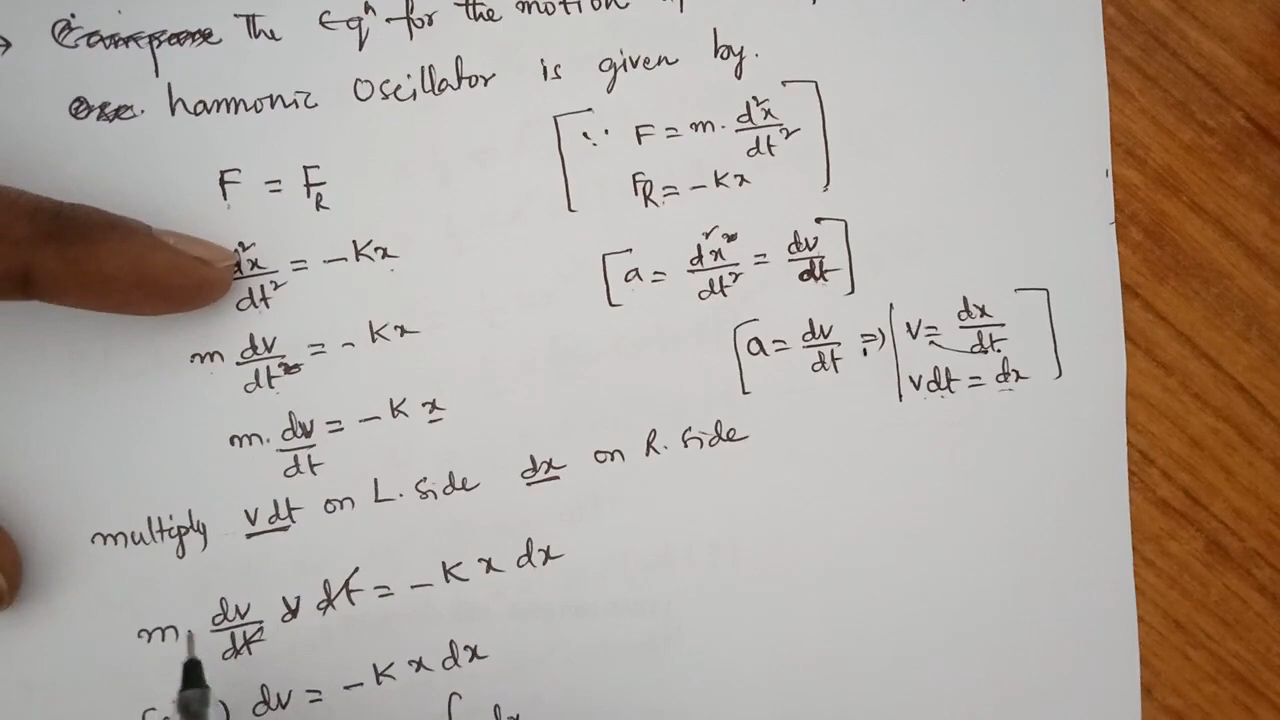 The Eqⁿ for the motion
harmonic Oscillator is given by.
F = F_R
[∵ F = m. d²x/dt²
F_R = -Kx]
d²x/dt² = -Kx
[a = d²x/dt² = dv/dt]
m dv/dt = -Kx
[a = dv/dt ⇒ | v = dx/dt
vdt = dx]
m. dv/dt = -K x
multiply vdt on L. side dx on R. side
m. dv/dt v dt = -K x dx
) dv = -K x dx
∫ dx